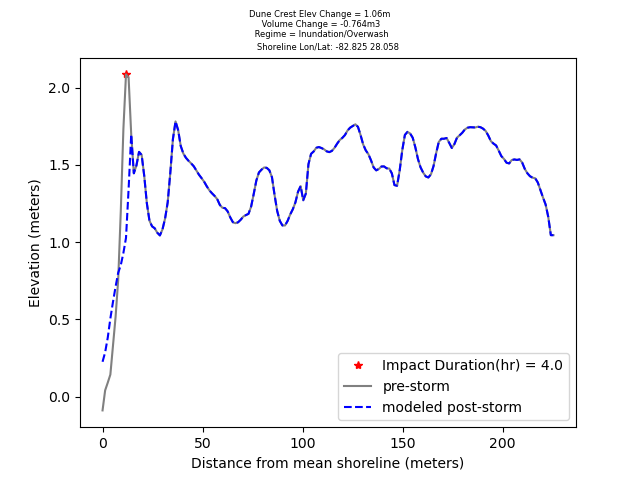 Dune Crest Elev Change = 1.06m
Volume Change = -0.764m3
Regime = Inundation/Overwash
Shoreline Lon/Lat: -82.825 28.058
2.0
1.5
1.0
0.5
0.0
Elevation (meters)
Impact Duration(hr) = 4.0
pre-storm
modeled post-storm
0
50
100
150
200
Distance from mean shoreline (meters)